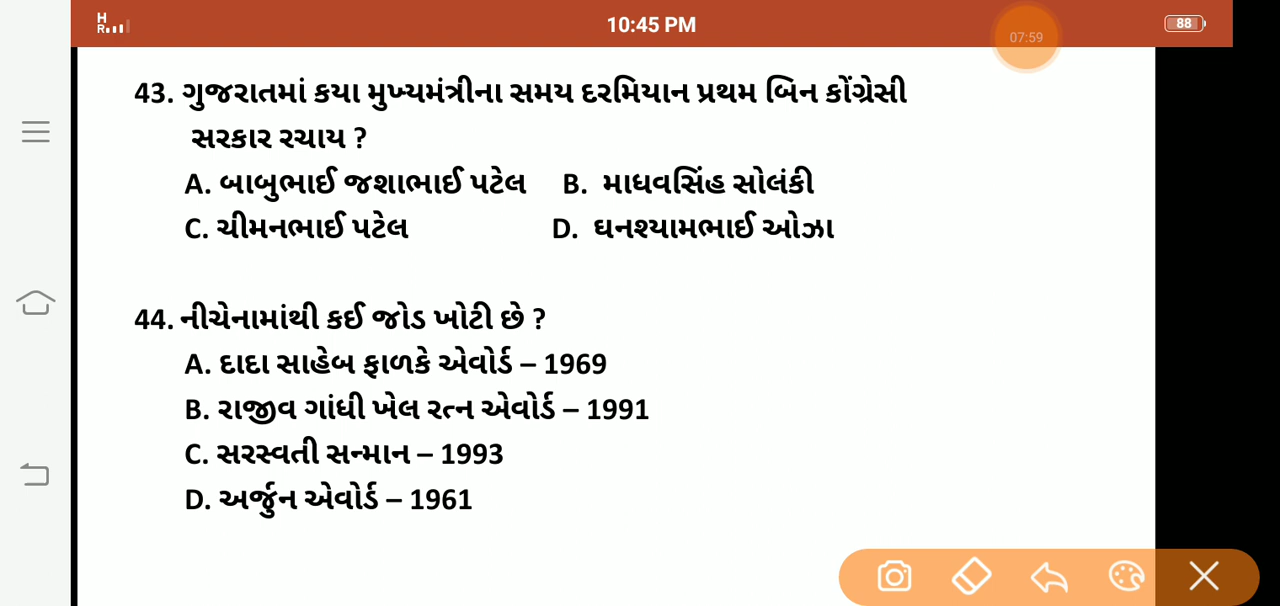 H
R
10:45 PM
07:59
88
43. ગુજરાતમાં કયા મુખ્યમંત્રીના સમય દરમિયાન પ્રથમ બિન કોંગ્રેસી
સરકાર રચાય ?
A. બાબુભાઈ જશાભાઈ પટેલ B. માધવસિંહ સોલંકી
C. ચીમનભાઈ પટેલ D. ઘનશ્યામભાઈ ઓઝા
44. નીચેનામાંથી કઈ જોડ ખોટી છે ?
A. દાદા સાહેબ ફાળકે એવોર્ડ – 1969
B. રાજીવ ગાંધી ખેલ રત્ન એવોર્ડ – 1991
C. સરસ્વતી સન્માન – 1993
D. અર્જુન એવોર્ડ – 1961